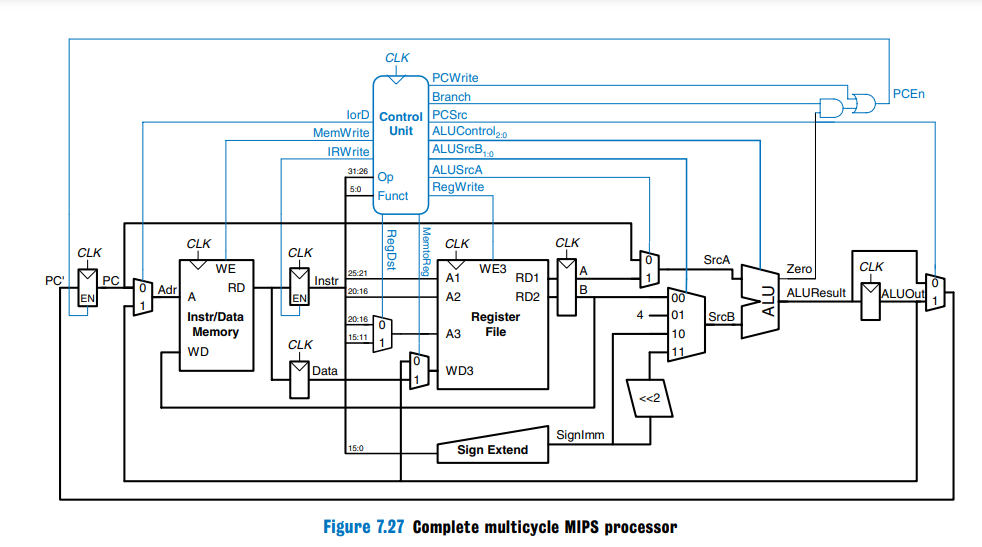 CLK
PCWrite
Branch
PCEn
IorD Control Unit PCSrc
MemWrite ALUControl2:0
IRWrite ALUSrcB1:0
31:26 Op ALUSrcA
5:0 Funct RegWrite
RegDst
MemtoReg
CLK CLK CLK CLK CLK
PC' EN PC 0 1 Adr
WE
A RD
Instr/Data
Memory
WD
EN Instr
CLK
Data
25:21 A1 WE3 RD1 A
20:16 A2 RD2 B
20:16 0
15:11 1
A3 Register
File
0
1
WD3
0
1
SrcA
00
4 01
10
11
SrcB
ALU
Zero
ALUResult
CLK
ALUOut
0
1
<<2
SignImm
15:0 Sign Extend
Figure 7.27 Complete multicycle MIPS processor